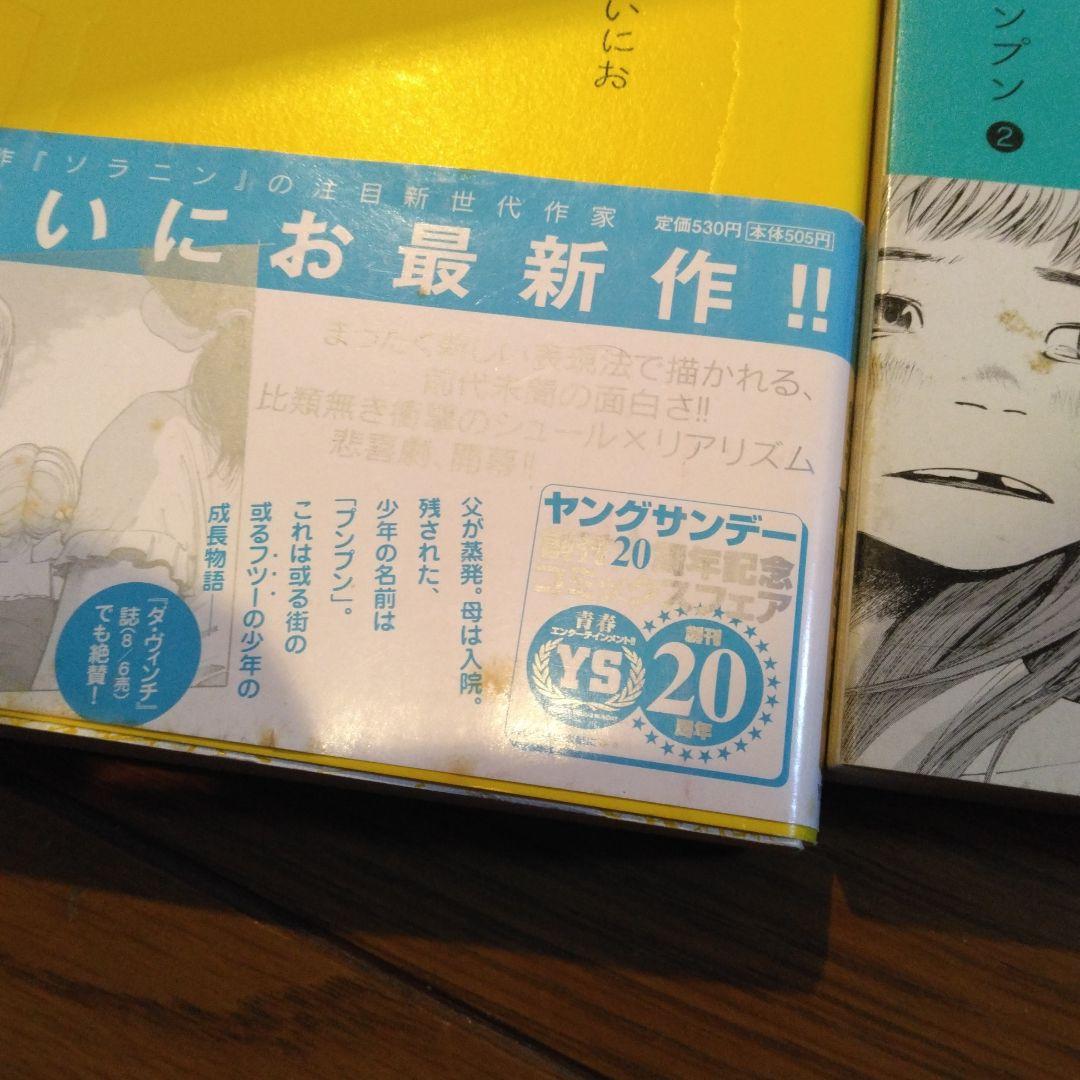 いにお
ンプン 2
作『ソラニン』の注目新世代作家
定価530円 本体505円
いにお最新作!!
まったく新しい表現法で描かれる、
前代未聞の面白さ!!
比類無き衝撃のシュール×リアリズム
悲喜劇、開幕!!
父が蒸発。母は入院。
残された、
少年の名前は
「プンプン」。
これは或る街の
或るフツーの少年の
成長物語──
『ダ・ヴィンチ』
誌(8/6売)
でも絶賛!
ヤングサンデー
創刊20周年記念
コミックスフェア
青春
エンターテインメント!!
YS
創刊
20
周年